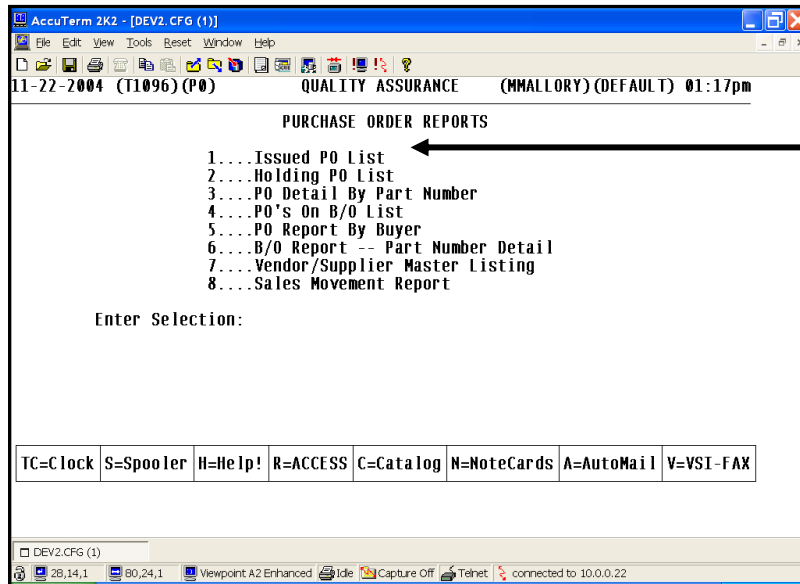 AccuTerm 2K2 - [DEV2.CFG (1)]
File Edit View Tools Reset Window Help
11-22-2004 (T1096)(P0) QUALITY ASSURANCE (MMALLORY)(DEFAULT) 01:17pm
PURCHASE ORDER REPORTS
1....Issued PO List
2....Holding PO List
3....PO Detail By Part Number
4....PO's On B/O List
5....PO Report By Buyer
6....B/O Report -- Part Number Detail
7....Vendor/Supplier Master Listing
8....Sales Movement Report
Enter Selection:
TC=Clock S=Spooler H=Help! R=ACCESS C=Catalog N=NoteCards A=AutoMail V=VSI-FAX
DEV2.CFG (1)
28,14,1 80,24,1 Viewpoint A2 Enhanced Idle Capture Off Telnet connected to 10.0.0.22